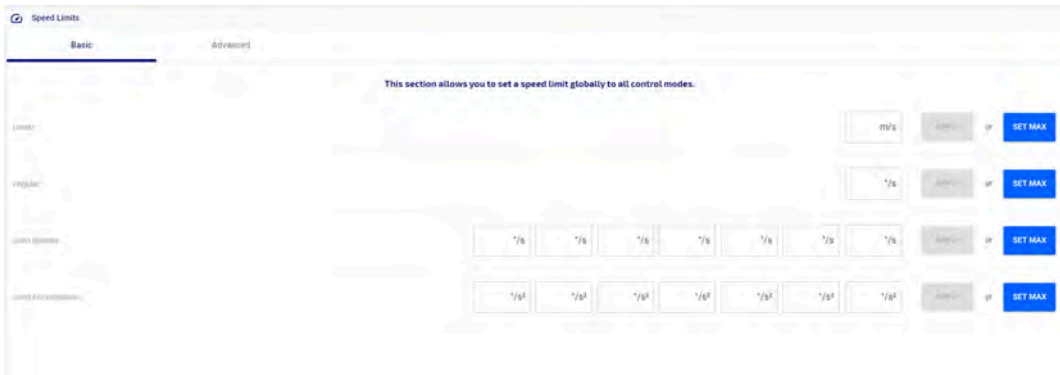 Speed Limits
Basic Advanced
This section allows you to set a speed limit globally to all control modes.
m/s or SET MAX
°/s or SET MAX
°/s °/s °/s °/s °/s °/s °/s or SET MAX
°/s² °/s² °/s² °/s² °/s² °/s² °/s² or SET MAX